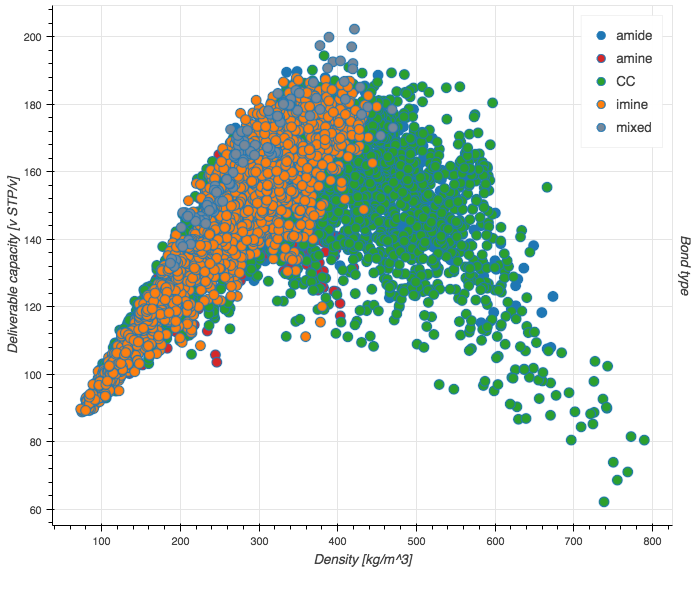 200
180
160
140
120
100
80
60
Deliverable capacity [v STP/v]
100 200 300 400 500 600 700 800
Density [kg/m^3]
amide
amine
CC
imine
mixed
Bond type